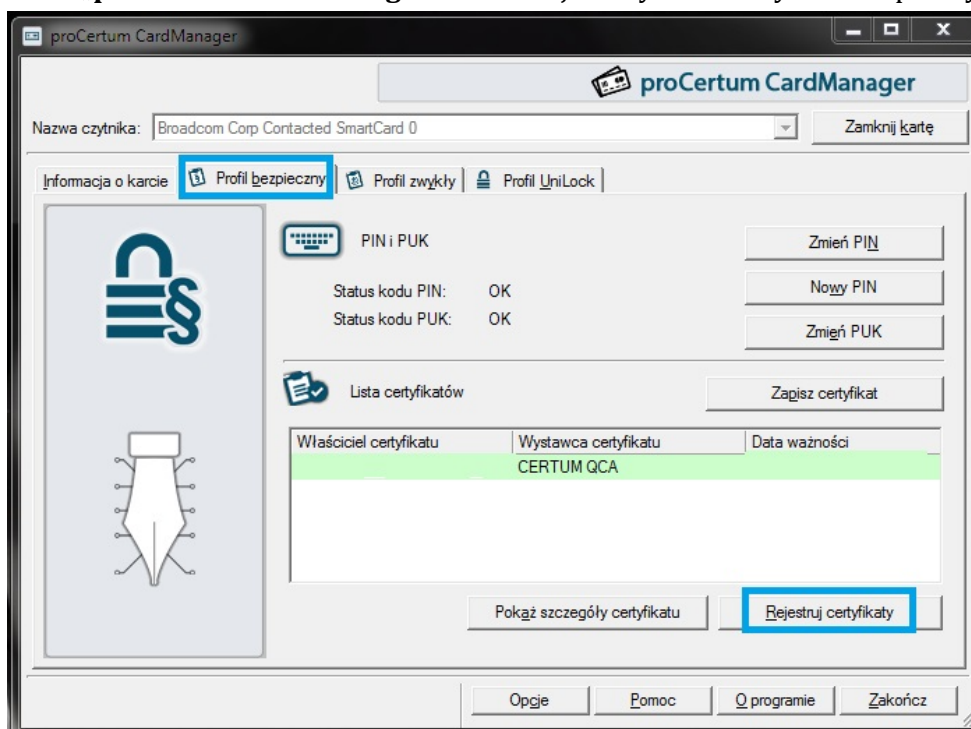 proCertum CardManager
proCertum CardManager
Nazwa czytnika: Broadcom Corp Contacted SmartCard 0 Zamknij kartę
Informacja o karcie Profil bezpieczny Profil zwykły Profil UniLock
PIN i PUK Zmień PIN
Status kodu PIN: OK Nowy PIN
Status kodu PUK: OK Zmień PUK
Lista certyfikatów Zapisz certyfikat
Właściciel certyfikatu Wystawca certyfikatu Data ważności
CERTUM QCA
Pokaż szczegóły certyfikatu Rejestruj certyfikaty
Opcje Pomoc O programie Zakończ